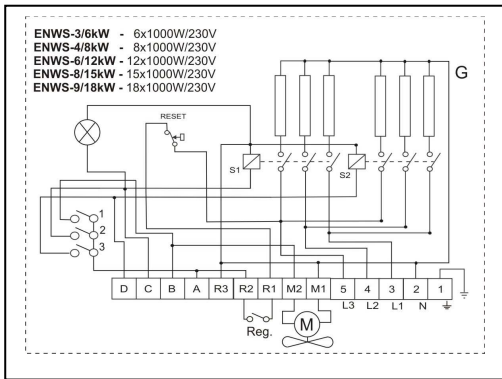 ENWS-3/6kW - 6x1000W/230V
ENWS-4/8kW - 8x1000W/230V
ENWS-6/12kW - 12x1000W/230V
ENWS-8/15kW - 15x1000W/230V
ENWS-9/18kW - 18x1000W/230V
G
RESET
S1 S2
1
2
3
D C B A R3 R2 R1 M2 M1 5 4 3 2 1
L3 L2 L1 N
Reg. M